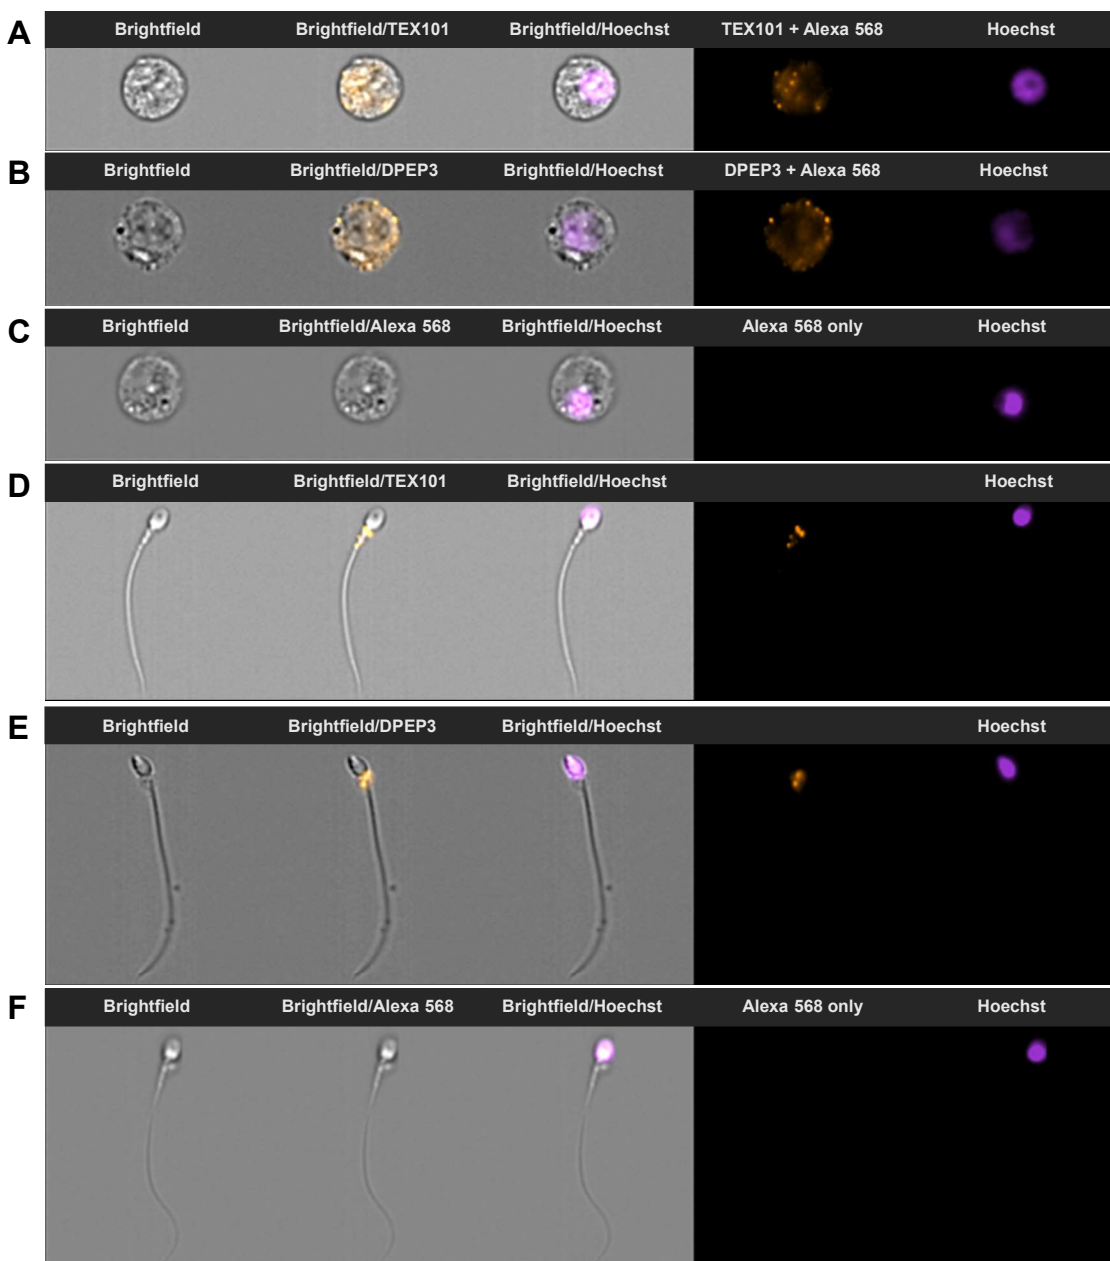 A Brightfield Brightfield/TEX101 Brightfield/Hoechst TEX101 + Alexa 568 Hoechst
B Brightfield Brightfield/DPEP3 Brightfield/Hoechst DPEP3 + Alexa 568 Hoechst
C Brightfield Brightfield/Alexa 568 Brightfield/Hoechst Alexa 568 only Hoechst
D Brightfield Brightfield/TEX101 Brightfield/Hoechst Hoechst
E Brightfield Brightfield/DPEP3 Brightfield/Hoechst Hoechst
F Brightfield Brightfield/Alexa 568 Brightfield/Hoechst Alexa 568 only Hoechst